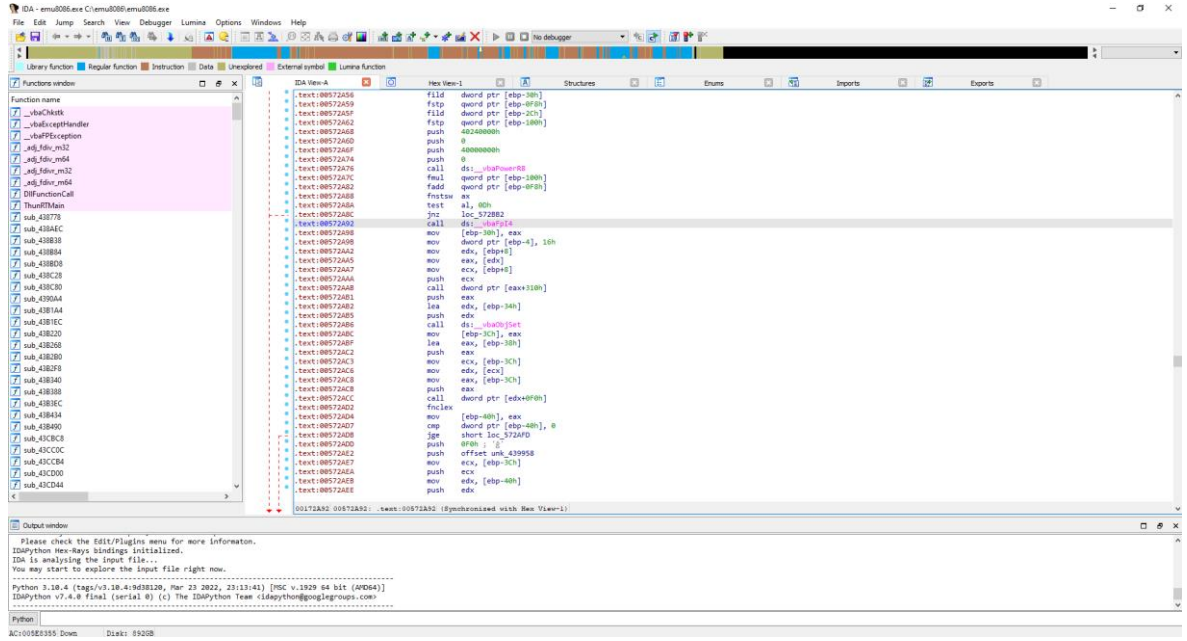 IDA - emu8086.exe C:\emu8086\emu8086.exe
File Edit Jump Search View Debugger Lumina Options Windows Help
No debugger
Library function Regular function Instruction Data Unexplored External symbol Lumina function
Functions window
IDA View-A Hex View-1 Structures Enums Imports Exports
Function name
__vbaChkstk
__vbaExceptHandler
__vbaFPException
_adj_fdiv_m32
_adj_fdiv_m64
_adj_fdivr_m32
_adj_fdivr_m64
DllFunctionCall
ThunRTMain
sub_438778
sub_438AEC
sub_438B38
sub_438B84
sub_438BD8
sub_438C28
sub_438C80
sub_4390A4
sub_43B1A4
sub_43B1EC
sub_43B220
sub_43B268
sub_43B2B0
sub_43B2F8
sub_43B340
sub_43B388
sub_43B3EC
sub_43B434
sub_43B490
sub_43CBC8
sub_43CC0C
sub_43CCB4
sub_43CD00
sub_43CD44
.text:00572A56 fild dword ptr [ebp-30h]
.text:00572A59 fstp qword ptr [ebp-0F8h]
.text:00572A5F fild dword ptr [ebp-2Ch]
.text:00572A62 fstp qword ptr [ebp-100h]
.text:00572A68 push 40240000h
.text:00572A6D push 0
.text:00572A6F push 40000000h
.text:00572A74 push 0
.text:00572A76 call ds:__vbaPowerR8
.text:00572A7C fmul qword ptr [ebp-100h]
.text:00572A82 fadd qword ptr [ebp-0F8h]
.text:00572A88 fnstsw ax
.text:00572A8A test al, 0Dh
.text:00572A8C jnz loc_572BB2
.text:00572A92 call ds:__vbaFpI4
.text:00572A98 mov [ebp-30h], eax
.text:00572A9B mov dword ptr [ebp-4], 16h
.text:00572AA2 mov edx, [ebp+8]
.text:00572AA5 mov eax, [edx]
.text:00572AA7 mov ecx, [ebp+8]
.text:00572AAA push ecx
.text:00572AAB call dword ptr [eax+310h]
.text:00572AB1 push eax
.text:00572AB2 lea edx, [ebp-34h]
.text:00572AB5 push edx
.text:00572AB6 call ds:__vbaObjSet
.text:00572ABC mov [ebp-3Ch], eax
.text:00572ABF lea eax, [ebp-38h]
.text:00572AC2 push eax
.text:00572AC3 mov ecx, [ebp-3Ch]
.text:00572AC6 mov edx, [ecx]
.text:00572AC8 mov eax, [ebp-3Ch]
.text:00572ACB push eax
.text:00572ACC call dword ptr [edx+0F0h]
.text:00572AD2 fnclex
.text:00572AD4 mov [ebp-40h], eax
.text:00572AD7 cmp dword ptr [ebp-40h], 0
.text:00572ADB jge short loc_572AFD
.text:00572ADD push 0F0h
.text:00572AE2 push offset unk_439958
.text:00572AE7 mov ecx, [ebp-3Ch]
.text:00572AEA push ecx
.text:00572AEB mov edx, [ebp-40h]
.text:00572AEE push edx
00172A92 00572A92: .text:00572A92 (Synchronized with Hex View-1)
Output window
Please check the Edit/Plugins menu for more informaton.
IDAPython Hex-Rays bindings initialized.
IDA is analysing the input file...
You may start to explore the input file right now.
Python 3.10.4 (tags/v3.10.4:9d38120, Mar 23 2022, 23:13:41) [MSC v.1929 64 bit (AMD64)]
IDAPython v7.4.0 final (serial 0) (c) The IDAPython Team <idapython@googlegroups.com>
Python
AC:005E8355 Down Disk: 892GB